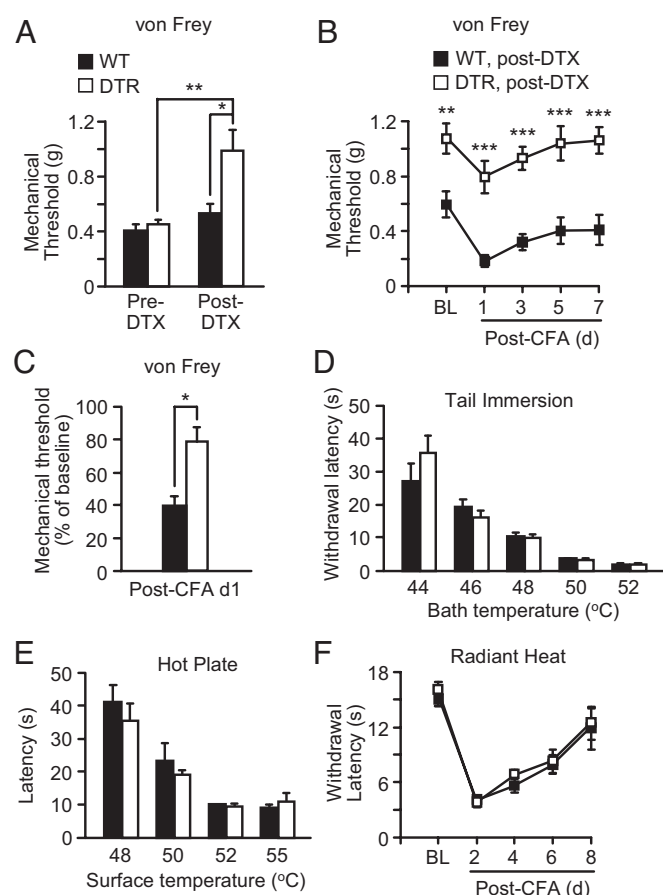 A
von Frey
WT
DTR
**
*
Mechanical
Threshold (g)
1.2
0.8
0.4
0
Pre-
DTX
Post-
DTX
B
von Frey
WT, post-DTX
DTR, post-DTX
** *** *** *** ***
Mechanical
Threshold (g)
1.2
0.8
0.4
0
BL 1 3 5 7
Post-CFA (d)
C
von Frey
*
Mechanical threshold
(% of baseline)
100
80
60
40
20
0
Post-CFA d1
D
Tail Immersion
Withdrawal latency (s)
50
40
30
20
10
0
44 46 48 50 52
Bath temperature (ºC)
E
Hot Plate
Latency (s)
50
40
30
20
10
0
48 50 52 55
Surface temperature (ºC)
F
Radiant Heat
Withdrawal
Latency (s)
18
12
6
0
BL 2 4 6 8
Post-CFA (d)